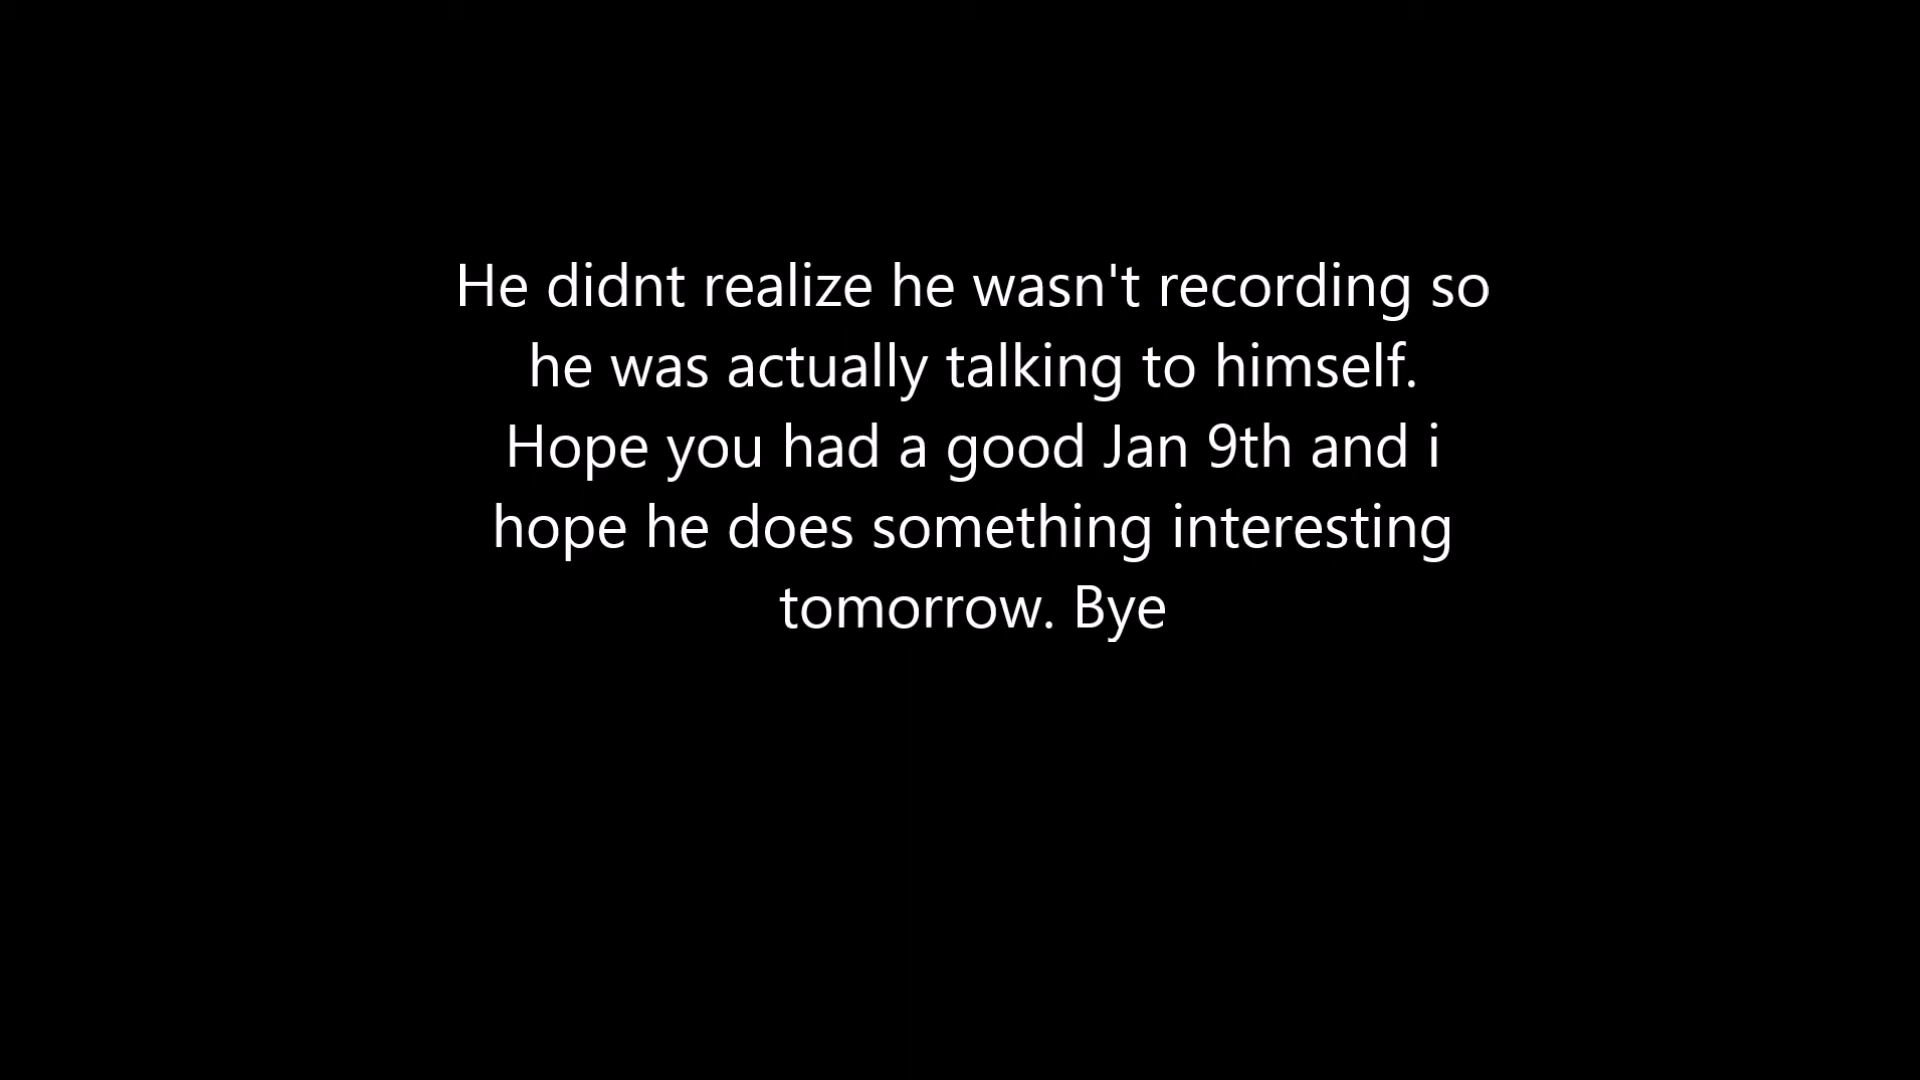 He didnt realize he wasn't recording so
he was actually talking to himself.
Hope you had a good Jan 9th and i
hope he does something interesting
tomorrow. Bye